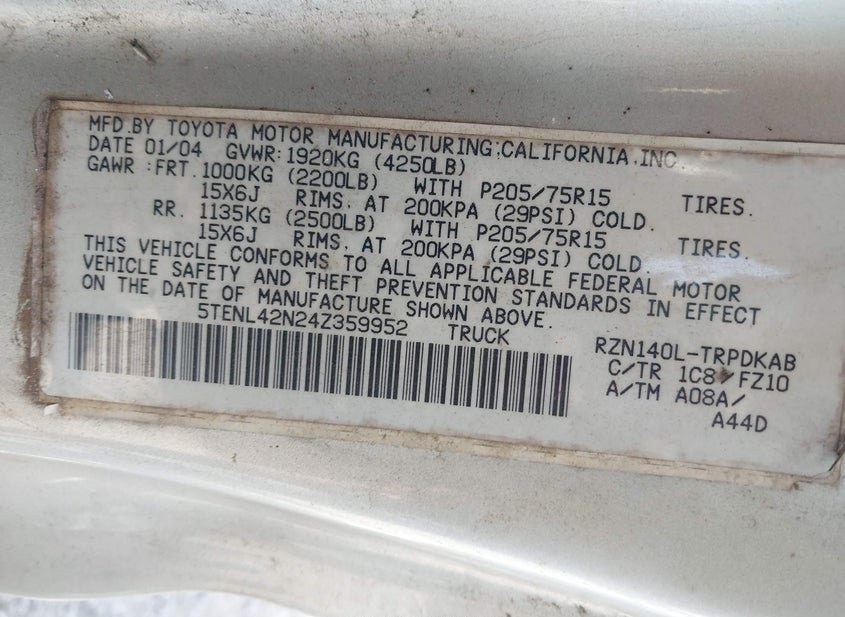 MFD.BY TOYOTA MOTOR MANUFACTURING,CALIFORNIA,INC.
DATE 01/04 GVWR:1920KG (4250LB)
GAWR :FRT.1000KG (2200LB) WITH P205/75R15 TIRES.
15X6J RIMS, AT 200KPA (29PSI) COLD.
RR. 1135KG (2500LB) WITH P205/75R15 TIRES.
15X6J RIMS, AT 200KPA (29PSI) COLD.
THIS VEHICLE CONFORMS TO ALL APPLICABLE FEDERAL MOTOR
VEHICLE SAFETY AND THEFT PREVENTION STANDARDS IN EFFECT
ON THE DATE OF MANUFACTURE SHOWN ABOVE.
5TENL42N24Z359952 TRUCK
RZN140L-TRPDKAB
C/TR 1C8/FZ10
A/TM A08A/
A44D